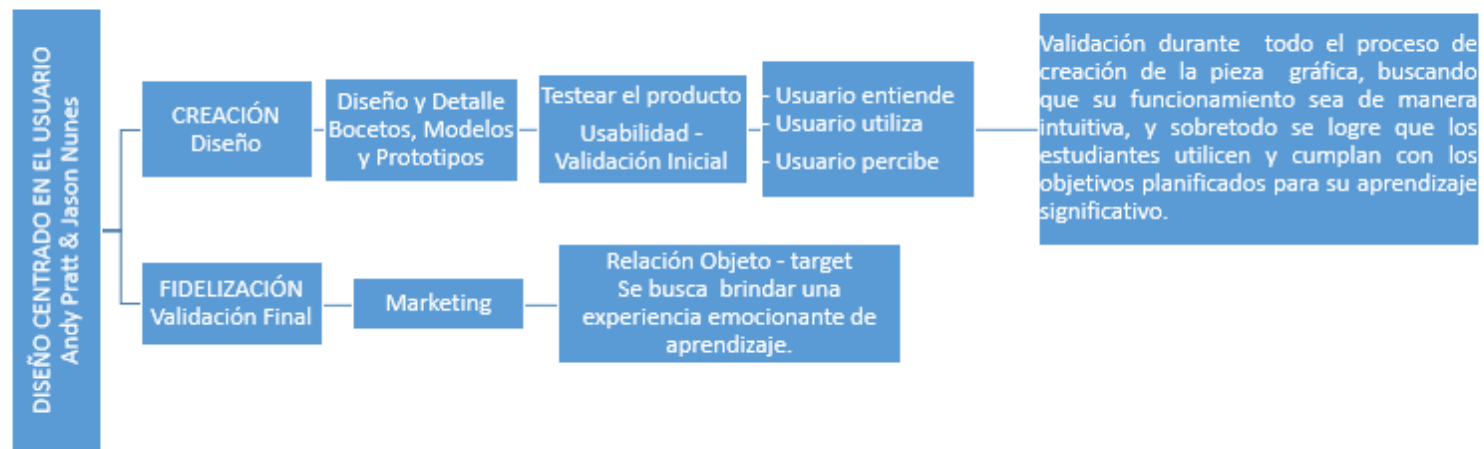 DISEÑO CENTRADO EN EL USUARIO
Andy Pratt & Jason Nunes
CREACIÓN
Diseño
Diseño y Detalle
Bocetos, Modelos
y Prototipos
Testear el producto
Usabilidad -
Validación Inicial
- Usuario entiende
- Usuario utiliza
- Usuario percibe
Validación durante todo el proceso de
creación de la pieza gráfica, buscando
que su funcionamiento sea de manera
intuitiva, y sobretodo se logre que los
estudiantes utilicen y cumplan con los
objetivos planificados para su aprendizaje
significativo.
FIDELIZACIÓN
Validación Final
Marketing
Relación Objeto - target
Se busca brindar una
experiencia emocionante de
aprendizaje.